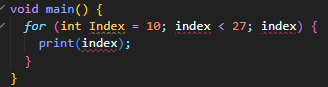 void main() {
for (int Index = 10; index < 27; index) {
print(index);
}
}